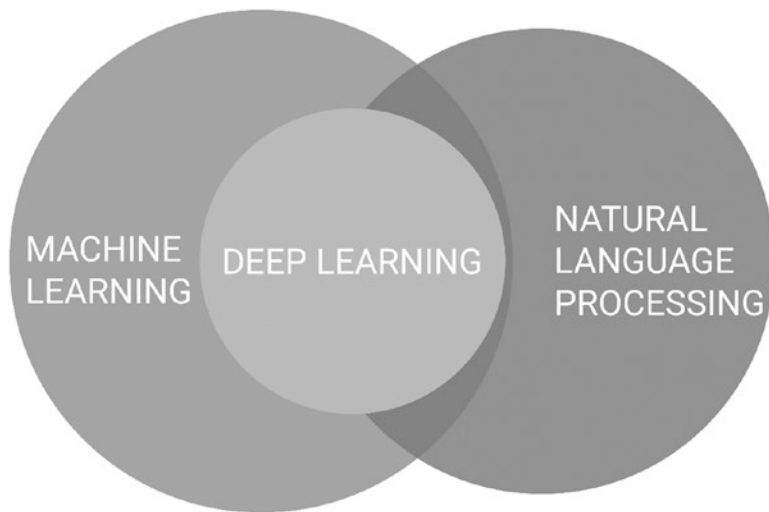 MACHINE
LEARNING
DEEP LEARNING
NATURAL
LANGUAGE
PROCESSING